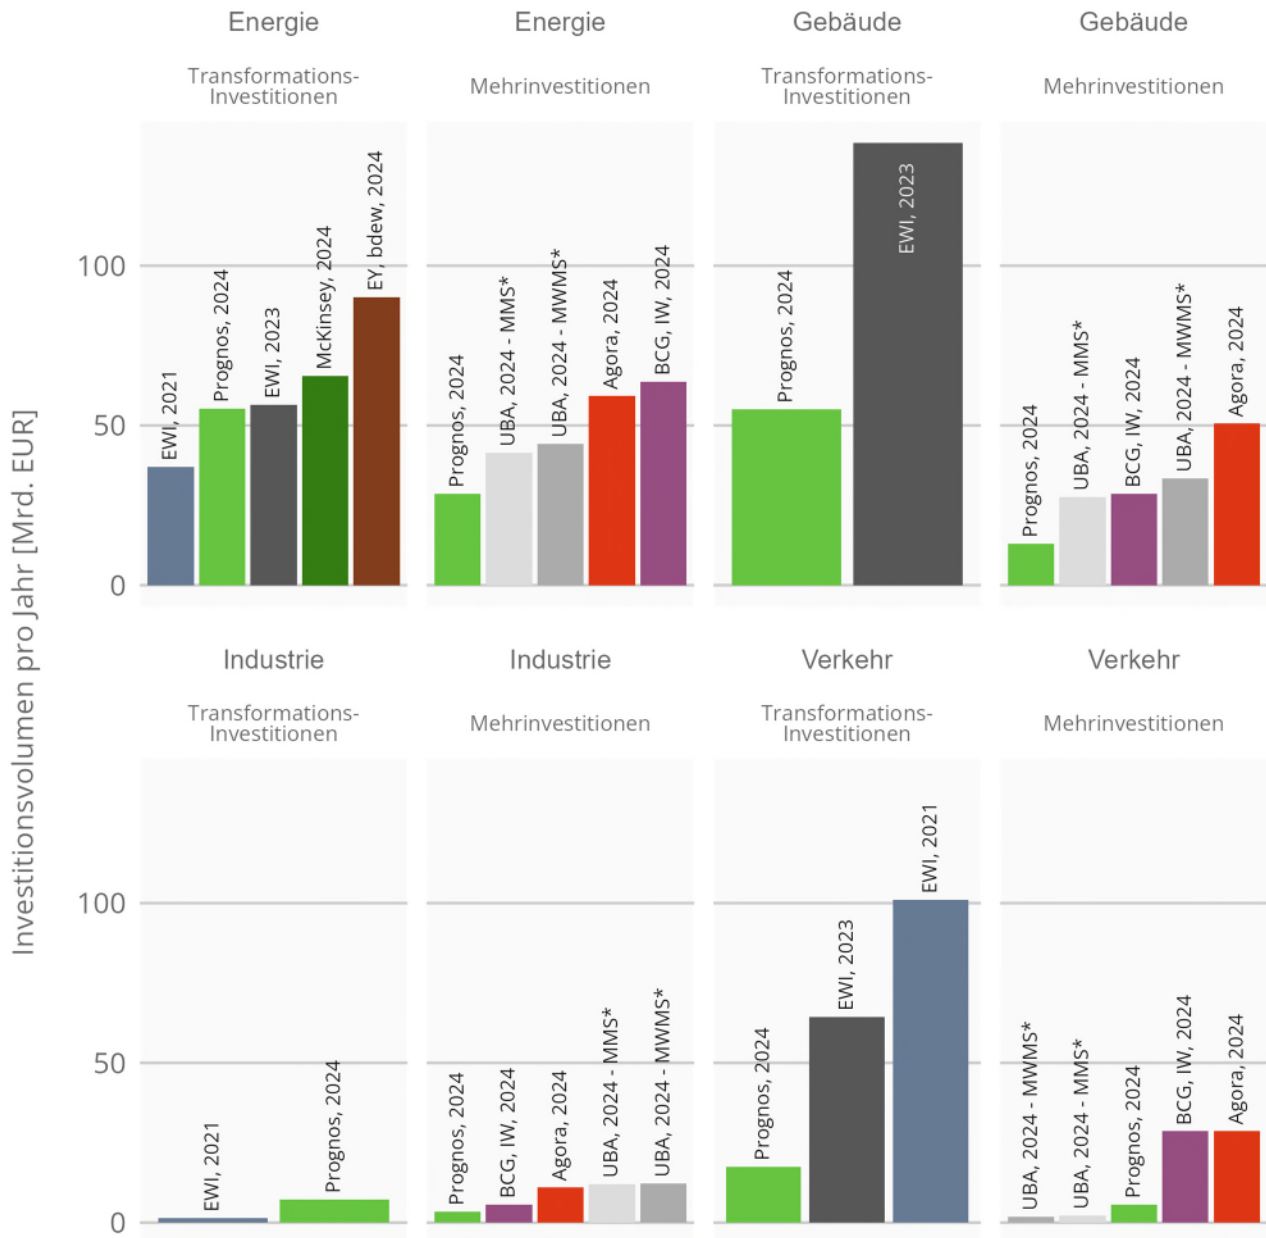 Energie
Energie
Gebäude
Gebäude
Transformations-
Investitionen
Mehrinvestitionen
Transformations-
Investitionen
Mehrinvestitionen
Investitionsvolumen pro Jahr [Mrd. EUR]
100
50
0
EWI, 2021
Prognos, 2024
EWI, 2023
McKinsey, 2024
EY, bdew, 2024
Prognos, 2024
UBA, 2024 - MMS*
UBA, 2024 - MWMS*
Agora, 2024
BCG, IW, 2024
Prognos, 2024
EWI, 2023
Prognos, 2024
UBA, 2024 - MMS*
BCG, IW, 2024
UBA, 2024 - MWMS*
Agora, 2024
Industrie
Industrie
Verkehr
Verkehr
Transformations-
Investitionen
Mehrinvestitionen
Transformations-
Investitionen
Mehrinvestitionen
100
50
0
EWI, 2021
Prognos, 2024
Prognos, 2024
BCG, IW, 2024
Agora, 2024
UBA, 2024 - MMS*
UBA, 2024 - MWMS*
Prognos, 2024
EWI, 2023
EWI, 2021
UBA, 2024 - MWMS*
UBA, 2024 - MMS*
Prognos, 2024
BCG, IW, 2024
Agora, 2024